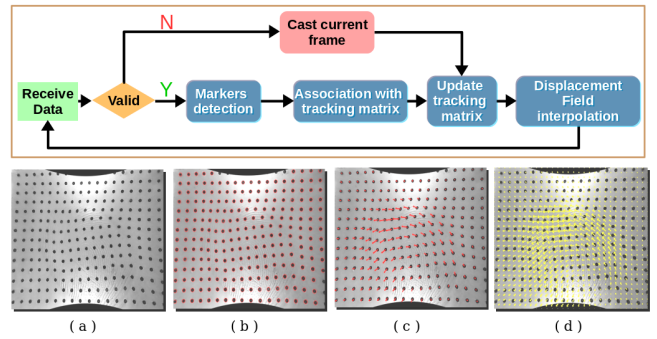 N
Cast current
frame
Receive
Data
Valid
Y
Markers
detection
Association with
tracking matrix
Update
tracking
matrix
Displacement
Field
interpolation
( a )
( b )
( c )
( d )